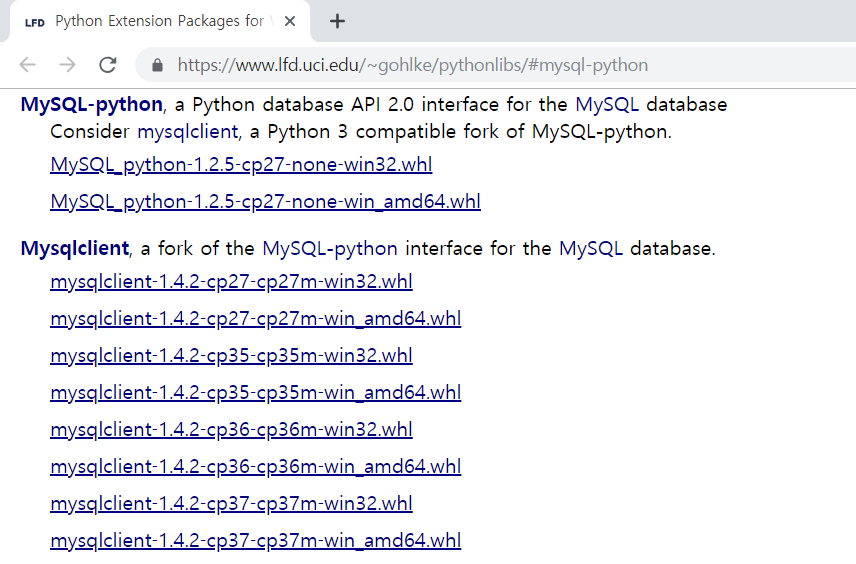 LFD Python Extension Packages for
https://www.lfd.uci.edu/~gohlke/pythonlibs/#mysql-python
MySQL-python, a Python database API 2.0 interface for the MySQL database
Consider mysqlclient, a Python 3 compatible fork of MySQL-python.
MySQL_python-1.2.5-cp27-none-win32.whl
MySQL_python-1.2.5-cp27-none-win_amd64.whl
Mysqlclient, a fork of the MySQL-python interface for the MySQL database.
mysqlclient-1.4.2-cp27-cp27m-win32.whl
mysqlclient-1.4.2-cp27-cp27m-win_amd64.whl
mysqlclient-1.4.2-cp35-cp35m-win32.whl
mysqlclient-1.4.2-cp35-cp35m-win_amd64.whl
mysqlclient-1.4.2-cp36-cp36m-win32.whl
mysqlclient-1.4.2-cp36-cp36m-win_amd64.whl
mysqlclient-1.4.2-cp37-cp37m-win32.whl
mysqlclient-1.4.2-cp37-cp37m-win_amd64.whl